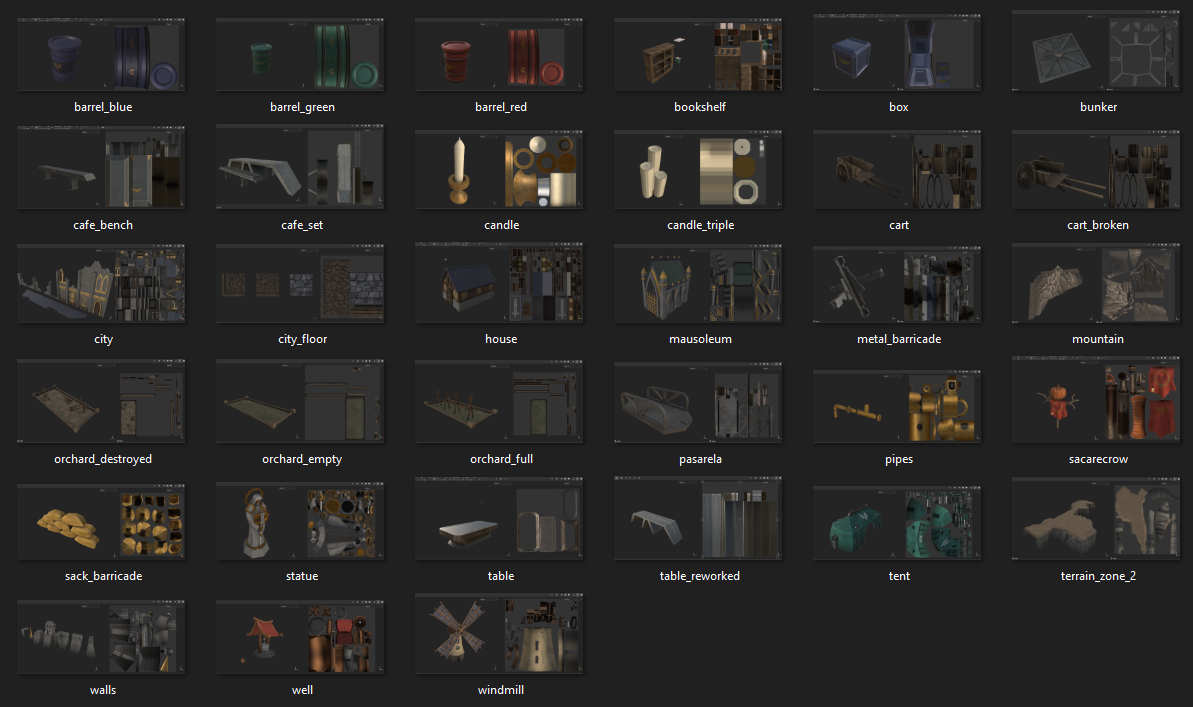 barrel_blue
barrel_green
barrel_red
bookshelf
box
bunker
cafe_bench
cafe_set
candle
candle_triple
cart
cart_broken
city
city_floor
house
mausoleum
metal_barricade
mountain
orchard_destroyed
orchard_empty
orchard_full
pasarela
pipes
sacarecrow
sack_barricade
statue
table
table_reworked
tent
terrain_zone_2
walls
well
windmill